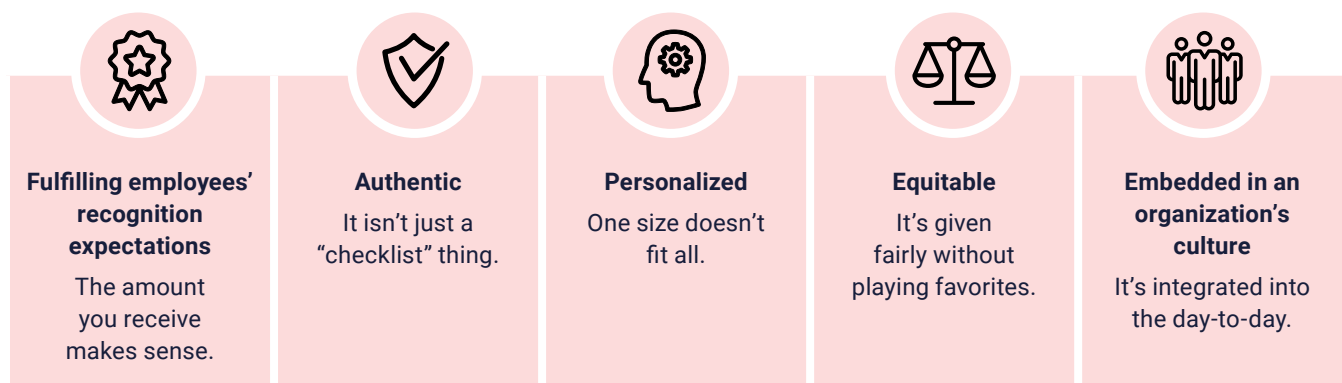 Fulfilling employees’
recognition
expectations
The amount
you receive
makes sense.
Authentic
It isn’t just a
“checklist” thing.
Personalized
One size doesn’t
fit all.
Equitable
It’s given
fairly without
playing favorites.
Embedded in an
organization’s
culture
It’s integrated into
the day-to-day.